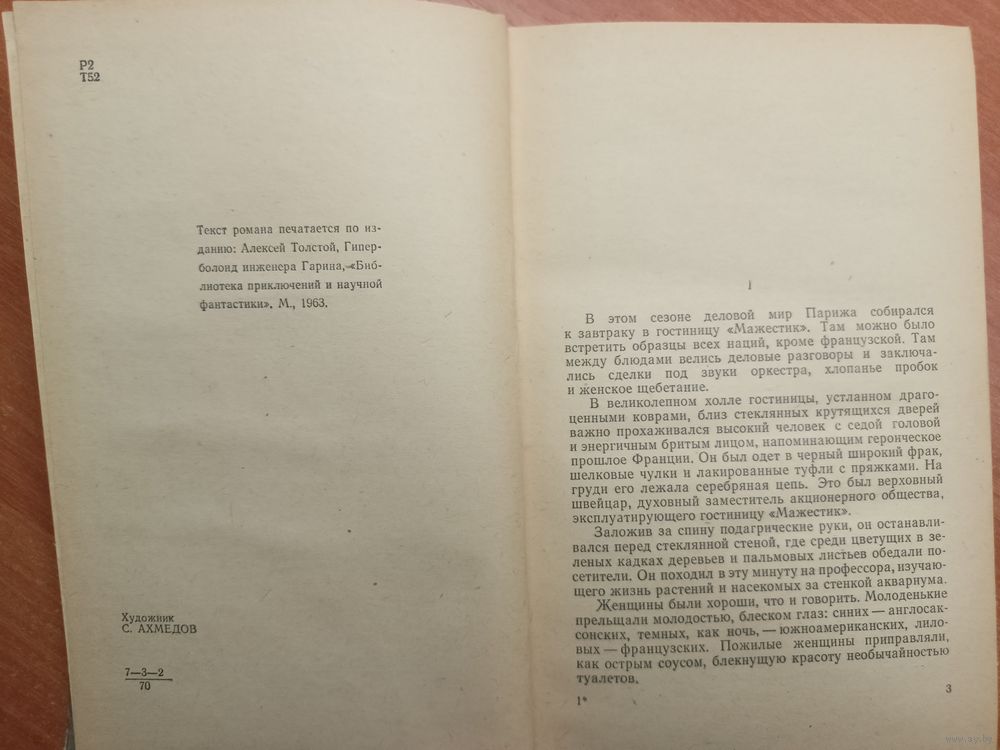 Р2
Т52
Текст романа печатается по из-
данию: Алексей Толстой, Гипер-
болоид инженера Гарина, «Биб-
лиотека приключений и научной
фантастики». М., 1963.
Художник
С. АХМЕДОВ
7—3—2
70
1
В этом сезоне деловой мир Парижа собирался
к завтраку в гостиницу «Мажестик». Там можно было
встретить образцы всех наций, кроме французской. Там
между блюдами велись деловые разговоры и заключа-
лись сделки под звуки оркестра, хлопанье пробок
и женское щебетание.
В великолепном холле гостиницы, устланном драго-
ценными коврами, близ стеклянных крутящихся дверей
важно прохаживался высокий человек с седой головой
и энергичным бритым лицом, напоминающим героическое
прошлое Франции. Он был одет в черный широкий фрак,
шелковые чулки и лакированные туфли с пряжками. На
груди его лежала серебряная цепь. Это был верховный
швейцар, духовный заместитель акционерного общества,
эксплуатирующего гостиницу «Мажестик».
Заложив за спину подагрические руки, он останавли-
вался перед стеклянной стеной, где среди цветущих в зе-
леных кадках деревьев и пальмовых листьев обедали по-
сетители. Он походил в эту минуту на профессора, изучаю-
щего жизнь растений и насекомых за стенкой аквариума.
Женщины были хороши, что и говорить. Молоденькие
прельщали молодостью, блеском глаз: синих — англосак-
сонских, темных, как ночь, — южноамериканских, лило-
вых — французских. Пожилые женщины приправляли,
как острым соусом, блекнущую красоту необычайностью
туалетов.
1*
3
www.ay.by